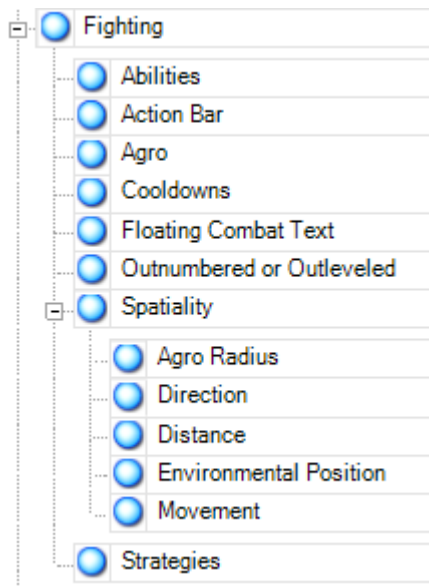 Fighting
Abilities
Action Bar
Agro
Cooldowns
Floating Combat Text
Outnumbered or Outleveled
Spatiality
Agro Radius
Direction
Distance
Environmental Position
Movement
Strategies